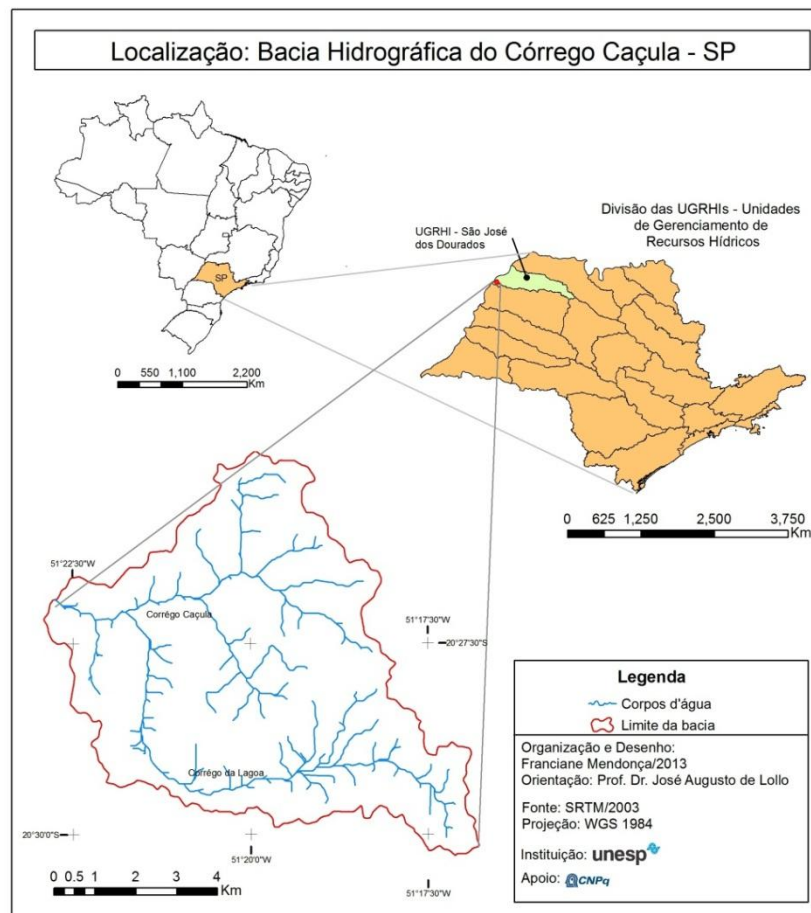 Localização: Bacia Hidrográfica do Córrego Caçula - SP
SP
0 550 1,100 2,200
Km
UGRHI - São José
dos Dourados
Divisão das UGRHIs - Unidades
de Gerenciamento de
Recursos Hídricos
0 625 1,250 2,500 3,750
Km
51°22'30"W
Corrégo Caçula
51°17'30"W
20°27'30"S
Corrégo da Lagoa
20°30'0"S
51°20'0"W
51°17'30"W
0 0.5 1 2 3 4
Km
Legenda
Corpos d'água
Limite da bacia
Organização e Desenho:
Franciane Mendonça/2013
Orientação: Prof. Dr. José Augusto de Lollo
Fonte: SRTM/2003
Projeção: WGS 1984
Instituição: unesp
Apoio: CNPq